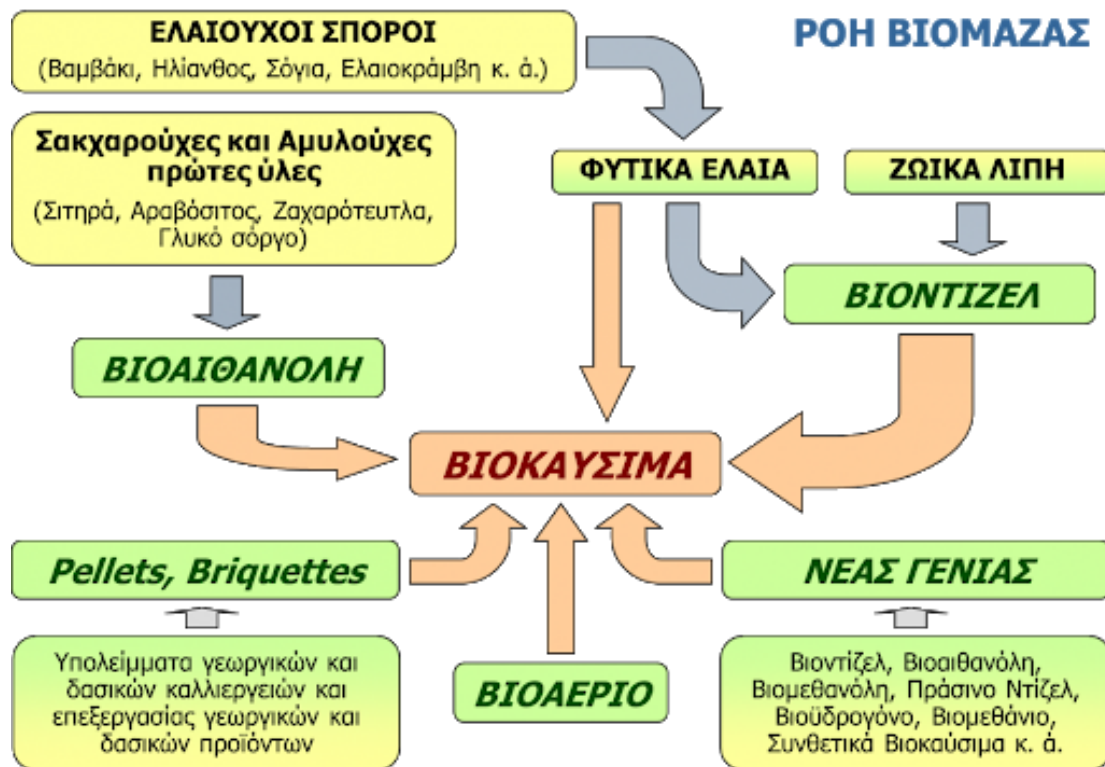 ΕΛΑΙΟΥΧΟΙ ΣΠΟΡΟΙ
(Βαμβάκι, Ηλίανθος, Σόγια, Ελαιοκράμβη κ. ά.)
ΡΟΗ ΒΙΟΜΑΖΑΣ
Σακχαρούχες και Αμυλούχες
πρώτες ύλες
(Σιτηρά, Αραβόσιτος, Ζαχαρότευτλα,
Γλυκό σόργο)
ΦΥΤΙΚΑ ΕΛΑΙΑ
ΖΩΙΚΑ ΛΙΠΗ
ΒΙΟΝΤΙΖΕΛ
ΒΙΟΑΙΘΑΝΟΛΗ
ΒΙΟΚΑΥΣΙΜΑ
Pellets, Briquettes
ΝΕΑΣ ΓΕΝΙΑΣ
Υπολείμματα γεωργικών και
δασικών καλλιεργειών και
επεξεργασίας γεωργικών και
δασικών προϊόντων
ΒΙΟΑΕΡΙΟ
Βιοντίζελ, Βιοαιθανόλη,
Βιομεθανόλη, Πράσινο Ντίζελ,
Βιοϋδρογόνο, Βιομεθάνιο,
Συνθετικά Βιοκαύσιμα κ. ά.